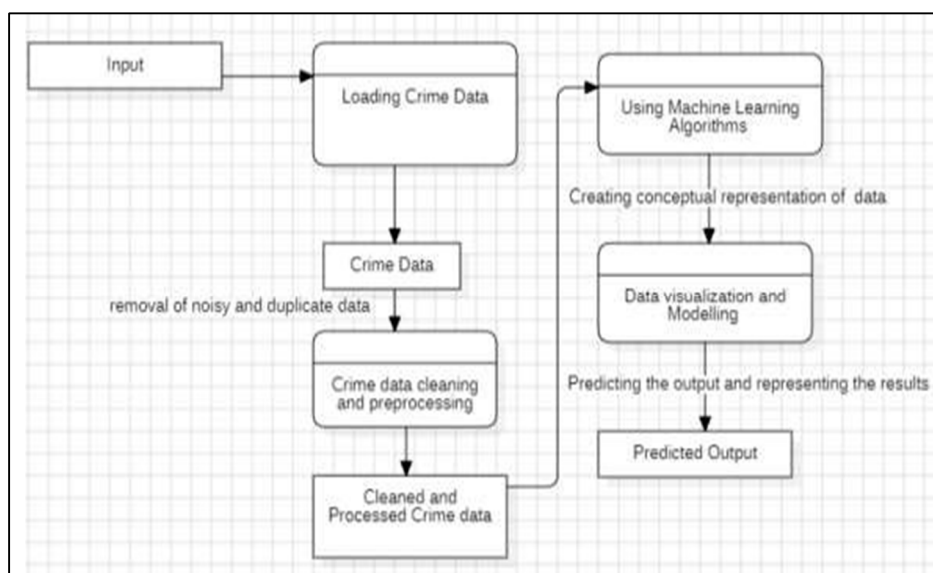 Input
Loading Crime Data
Crime Data
removal of noisy and duplicate data
Crime data cleaning
and preprocessing
Cleaned and
Processed Crime data
Using Machine Learning
Algorithms
Creating conceptual representation of data
Data visualization and
Modelling
Predicting the output and representing the results
Predicted Output